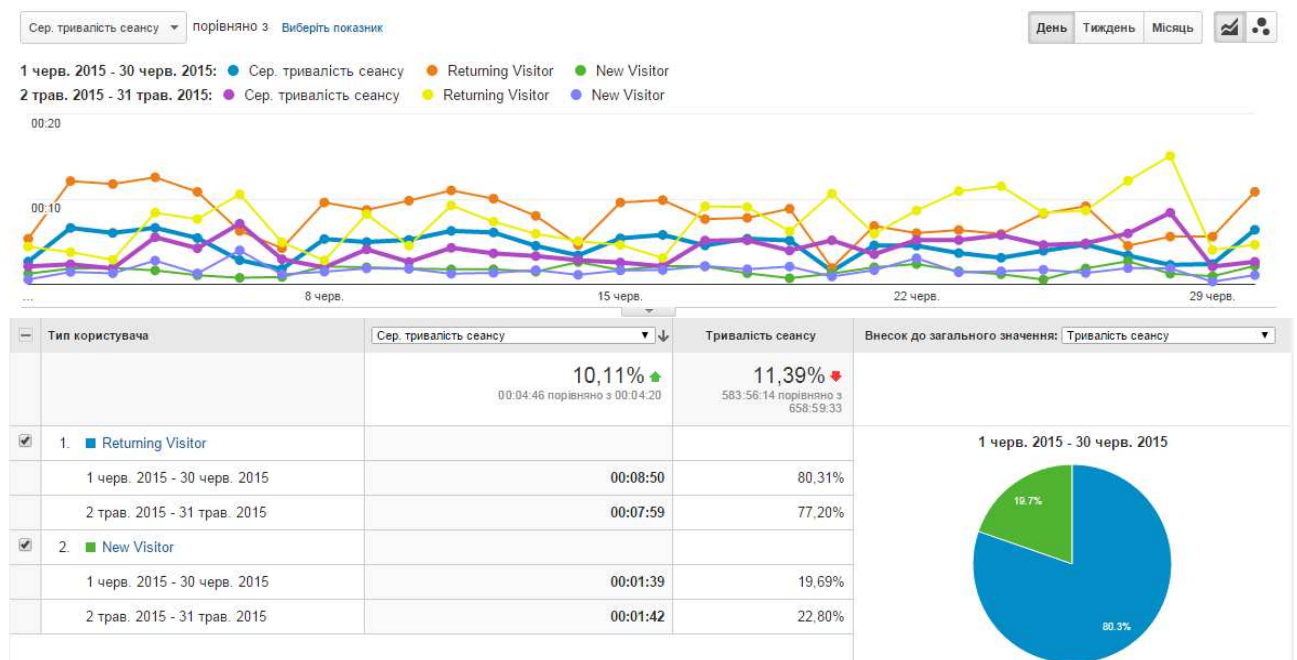 Сер. тривалість сеансу порівняно з Виберіть показник День Тиждень Місяць
1 черв. 2015 - 30 черв. 2015: Сер. тривалість сеансу Returning Visitor New Visitor
2 трав. 2015 - 31 трав. 2015: Сер. тривалість сеансу Returning Visitor New Visitor
00:20
00:10
... 8 черв. 15 черв. 22 черв. 29 черв.
Тип користувача Сер. тривалість сеансу Тривалість сеансу Внесок до загального значення: Тривалість сеансу
10,11% 11,39%
00:04:46 порівняно з 00:04:20 583:56:14 порівняно з
658:59:33
1. Returning Visitor 1 черв. 2015 - 30 черв. 2015
1 черв. 2015 - 30 черв. 2015 00:08:50 80,31%
2 трав. 2015 - 31 трав. 2015 00:07:59 77,20%
2. New Visitor
1 черв. 2015 - 30 черв. 2015 00:01:39 19,69%
2 трав. 2015 - 31 трав. 2015 00:01:42 22,80%
19.7%
80.3%